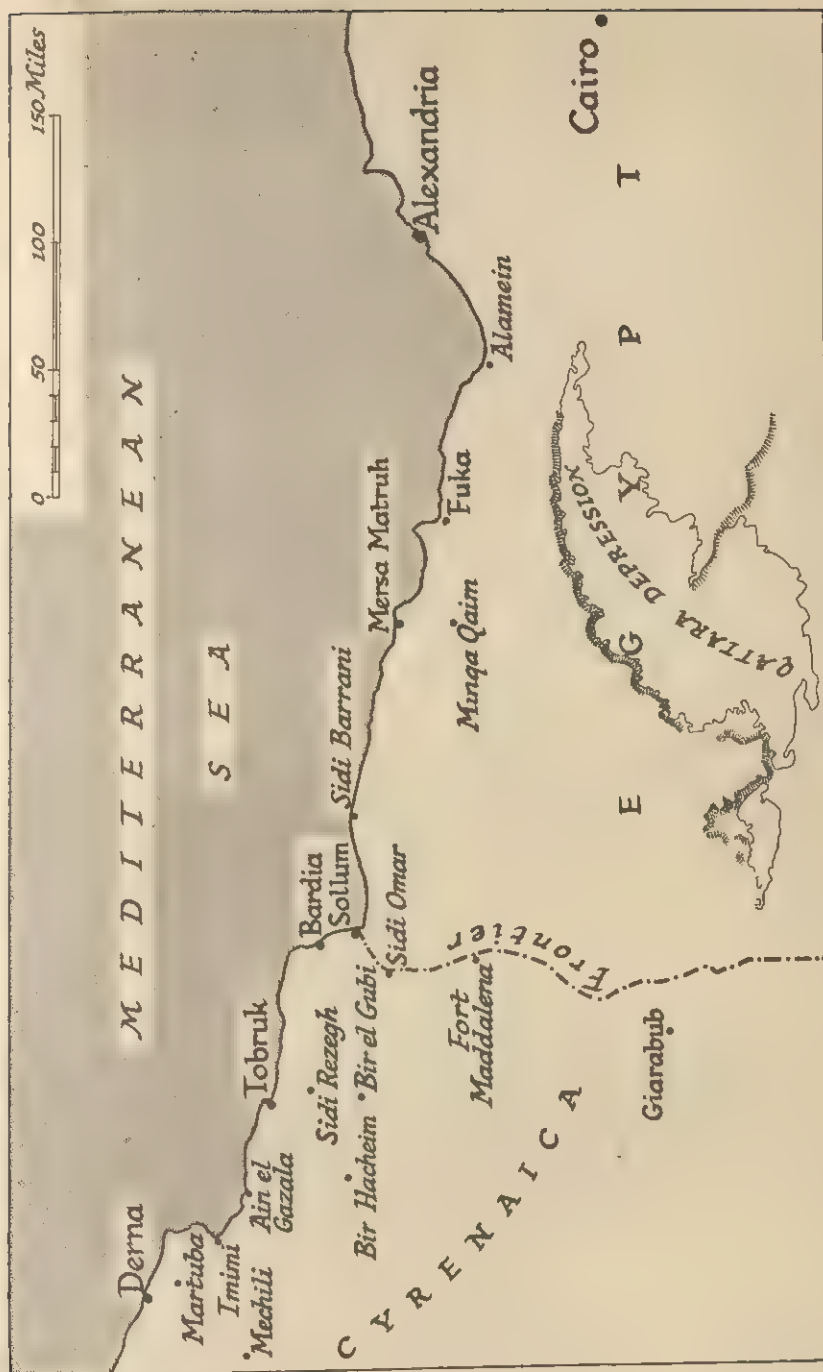 MEDITERRANEAN
SEA
0 50 100 150 Miles
Derna
Martuba
Imimi
Mechili
Ain el
Gazala
Tobruk
Sidi Rezegh
Bir Hacheim
Bir el Gubi
Bardia
Sollum
Sidi Omar
Sidi Barrani
Mersa Matruh
Minqa Qaim
Fuka
Alamein
Alexandria
Cairo
Fort
Maddalena
Frontier
Giarabub
CYRENAICA
EGYPT
QATTARA DEPRESSION